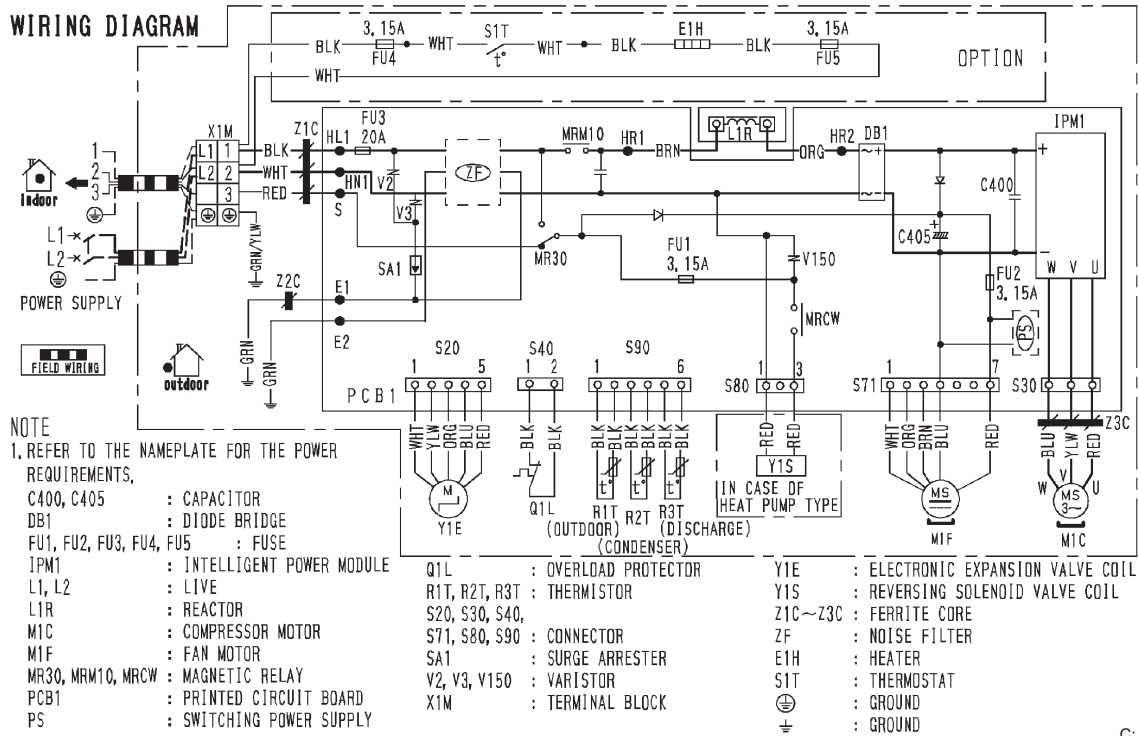 WIRING DIAGRAM
OPTION
3.15A
FU4
BLK
WHT
S1T
t°
WHT
BLK
E1H
BLK
3.15A
FU5
WHT
X1M
L1 1
L2 2
3
1
2
3
indoor
L1
L2
POWER SUPPLY
FIELD WIRING
outdoor
BLK
WHT
RED
GRN/YLW
Z1C
HL1
HN1
S
FU3
20A
V2
V3
SA1
Z2C
E1
E2
GRN
GRN
ZF
MRM10
HR1
BRN
L1R
ORG
HR2
DB1
~ +
~ -
MR30
FU1
3.15A
V150
MRCW
C405
+
C400
FU2
3.15A
PS
IPM1
+
-
W V U
PCB1
S20
1 5
S40
1 2
S90
1 6
S80
1 3
S71
1 7
S30
Z3C
WHT
YLW
ORG
BLU
RED
M
Y1E
BLK
BLK
Q1L
BLK
BLK
BLK
t°
t°
t°
R1T
R2T
R3T
(OUTDOOR)
(DISCHARGE)
(CONDENSER)
RED
RED
Y1S
IN CASE OF
HEAT PUMP TYPE
WHT
ORG
BRN
BLU
RED
MS
M1F
BLU
YLW
RED
W
V
U
MS
3~
M1C
NOTE
1. REFER TO THE NAMEPLATE FOR THE POWER
REQUIREMENTS.
C400, C405 : CAPACITOR
DB1 : DIODE BRIDGE
FU1, FU2, FU3, FU4, FU5 : FUSE
IPM1 : INTELLIGENT POWER MODULE
L1, L2 : LIVE
L1R : REACTOR
M1C : COMPRESSOR MOTOR
M1F : FAN MOTOR
MR30, MRM10, MRCW : MAGNETIC RELAY
PCB1 : PRINTED CIRCUIT BOARD
PS : SWITCHING POWER SUPPLY
Q1L : OVERLOAD PROTECTOR
R1T, R2T, R3T : THERMISTOR
S20, S30, S40,
S71, S80, S90 : CONNECTOR
SA1 : SURGE ARRESTER
V2, V3, V150 : VARISTOR
X1M : TERMINAL BLOCK
Y1E : ELECTRONIC EXPANSION VALVE COIL
Y1S : REVERSING SOLENOID VALVE COIL
Z1C~Z3C : FERRITE CORE
ZF : NOISE FILTER
E1H : HEATER
S1T : THERMOSTAT
: GROUND
: GROUND